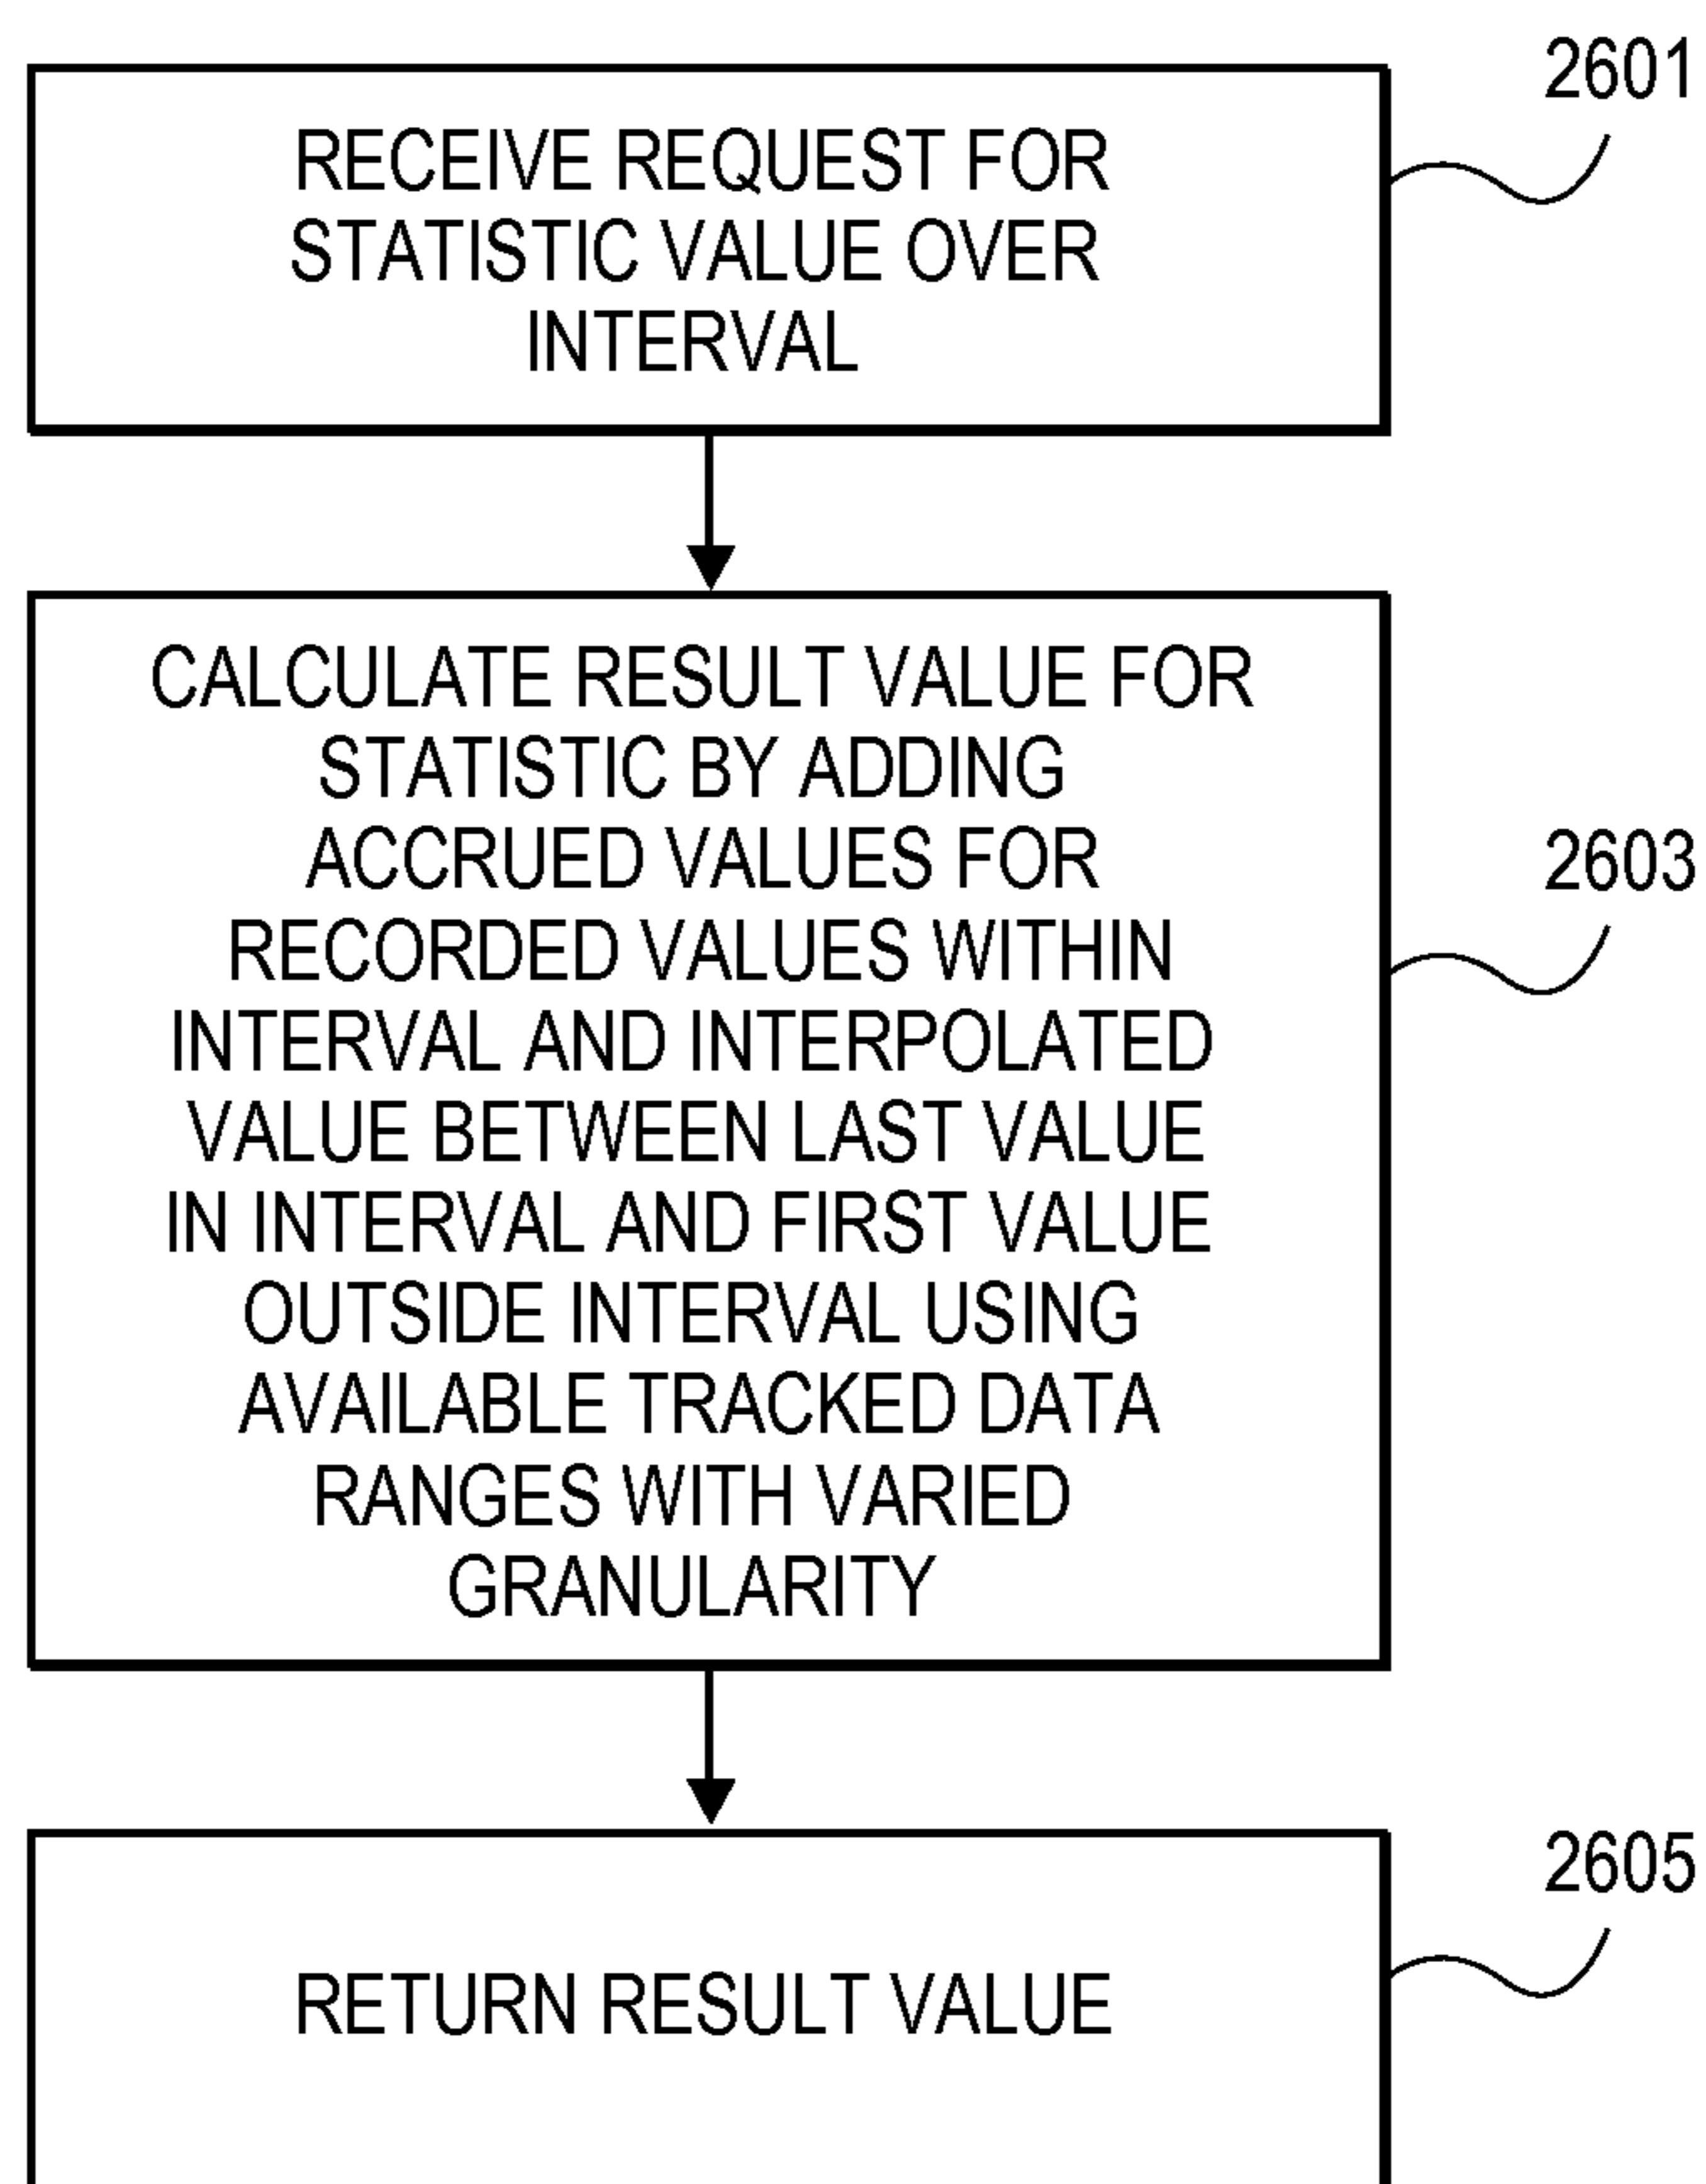 2601
RECEIVE REQUEST FOR
STATISTIC VALUE OVER
INTERVAL
CALCULATE RESULT VALUE FOR
STATISTIC BY ADDING
ACCRUED VALUES FOR
RECORDED VALUES WITHIN
INTERVAL AND INTERPOLATED
VALUE BETWEEN LAST VALUE
IN INTERVAL AND FIRST VALUE
OUTSIDE INTERVAL USING
AVAILABLE TRACKED DATA
RANGES WITH VARIED
GRANULARITY
2603
2605
RETURN RESULT VALUE